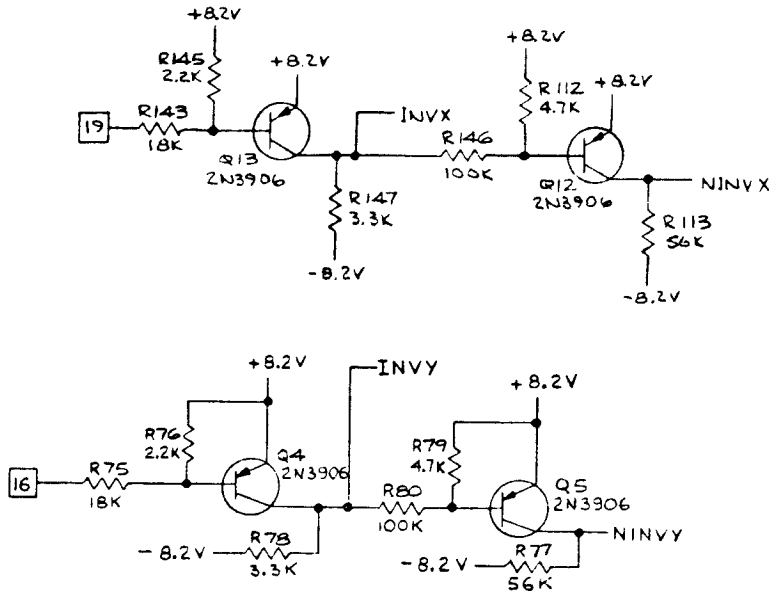 +8.2V
R145
2.2K
+8.2V
+8.2V
R112
4.7K
+8.2V
19
R143
18K
INVX
R146
100K
Q13
2N3906
Q12
2N3906
NINVX
R147
3.3K
R113
56K
-8.2V
-8.2V
+8.2V
INVY
+8.2V
R76
2.2K
Q4
2N3906
R79
4.7K
16
R75
18K
R80
100K
Q5
2N3906
-8.2V
R78
3.3K
NINVY
-8.2V
R77
56K